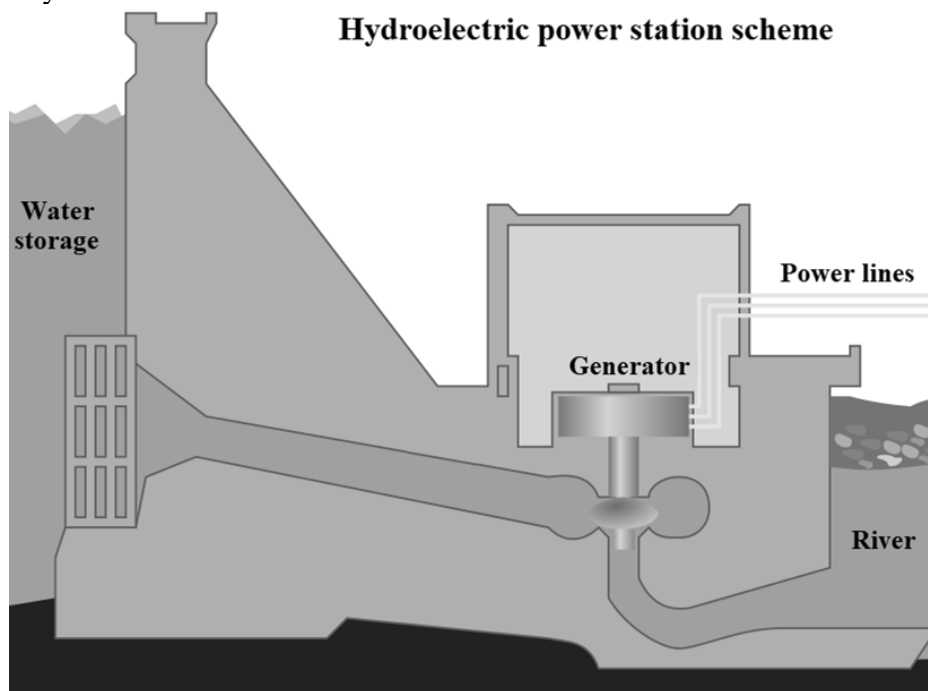 Hydroelectric power station scheme
Water
storage
Power lines
Generator
River